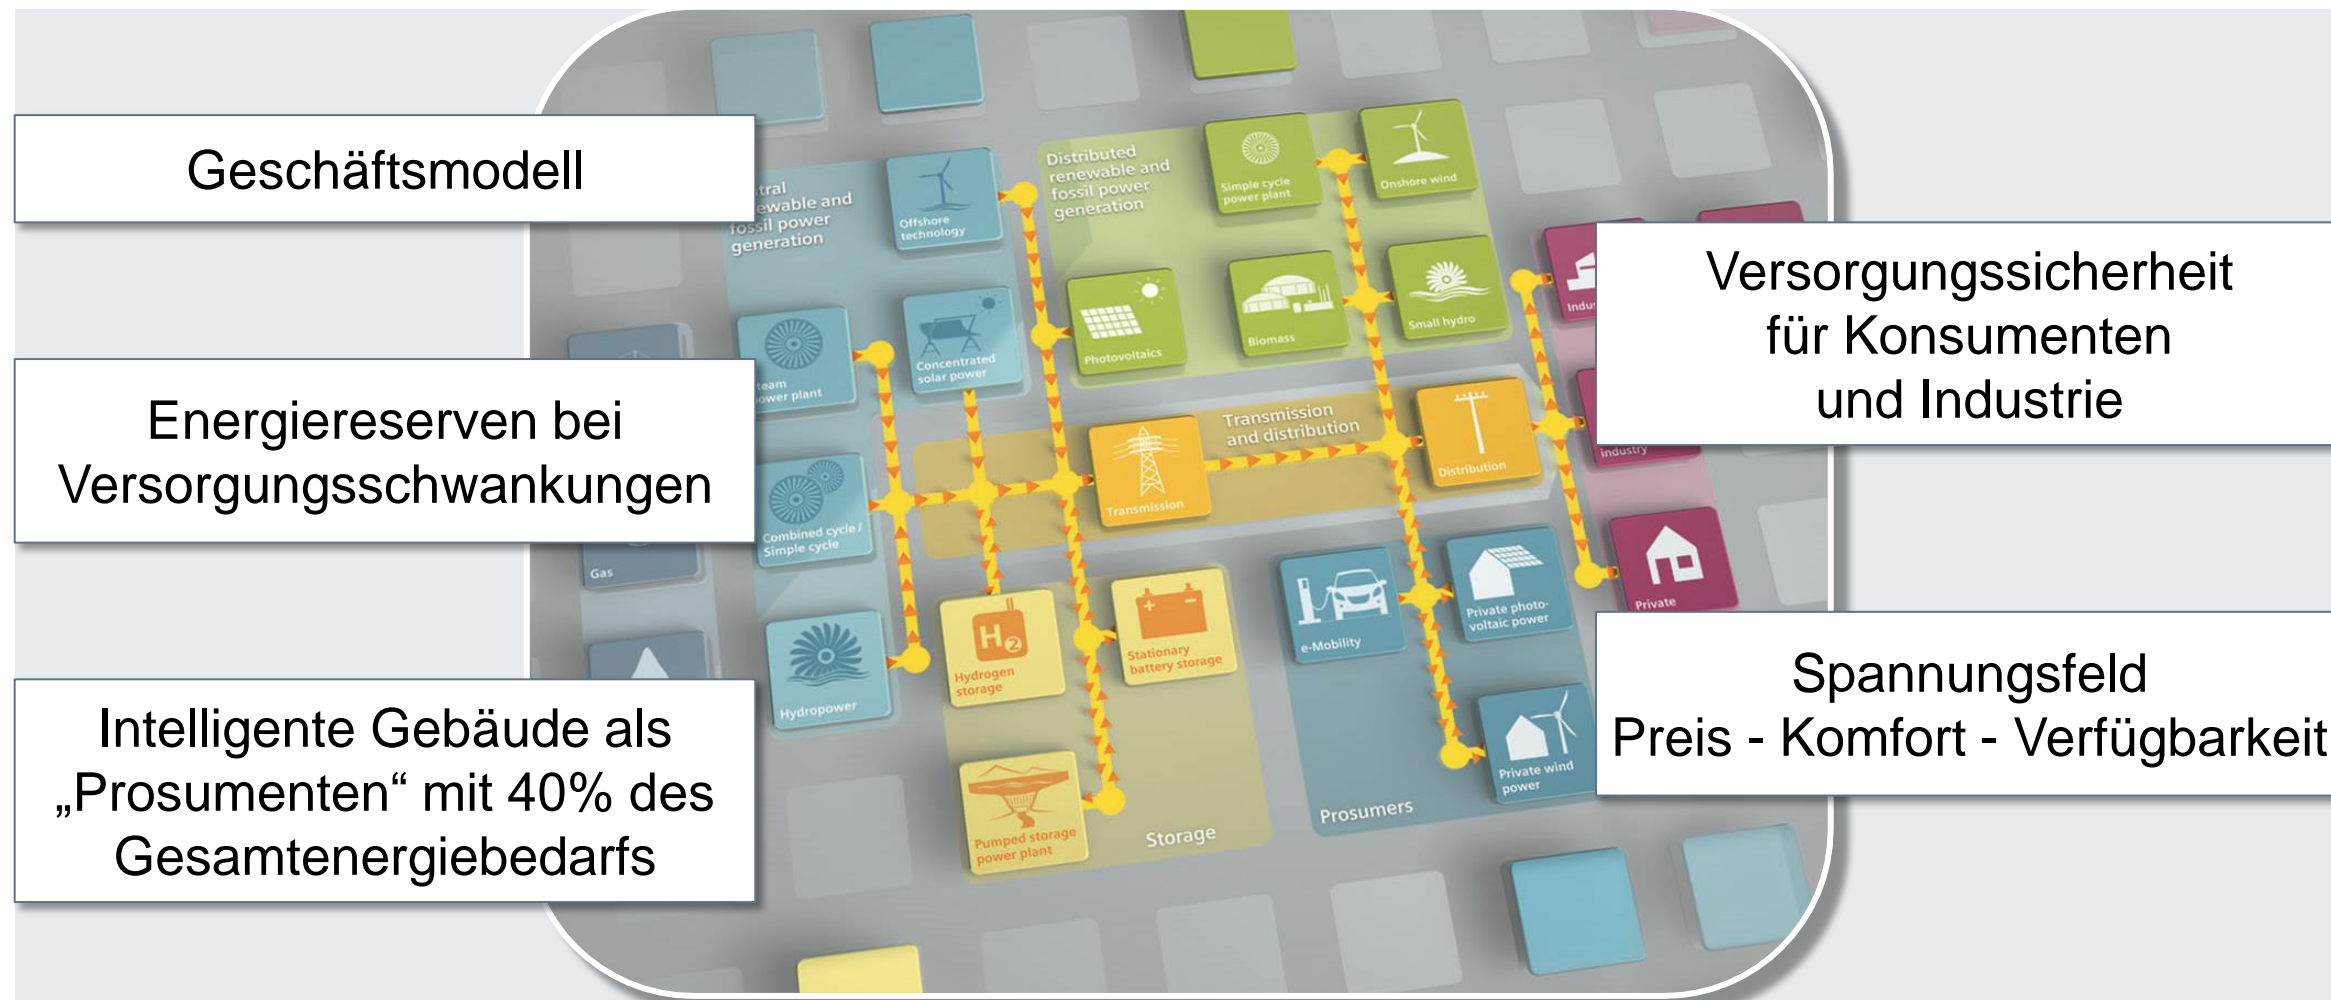 Geschäftsmodell
Energiereserven bei
Versorgungsschwankungen
Intelligente Gebäude als
„Prosumenten“ mit 40% des
Gesamtenergiebedarfs
fossil power
generation
Offshore
technology
Concentrated
solar power
power plant
Combined cycle /
Simple cycle
Hydropower
Gas
Distributed
renewable and
fossil power
generation
Simple cycle
power plant
Onshore wind
Photovoltaics
Biomass
Small hydro
Transmission
and distribution
Transmission
Distribution
H2
Hydrogen
storage
Stationary
battery storage
Pumped storage
power plant
Storage
e-Mobility
Private photo-
voltaic power
Private wind
power
Prosumers
industry
Private
Versorgungssicherheit
für Konsumenten
und Industrie
Spannungsfeld
Preis - Komfort - Verfügbarkeit